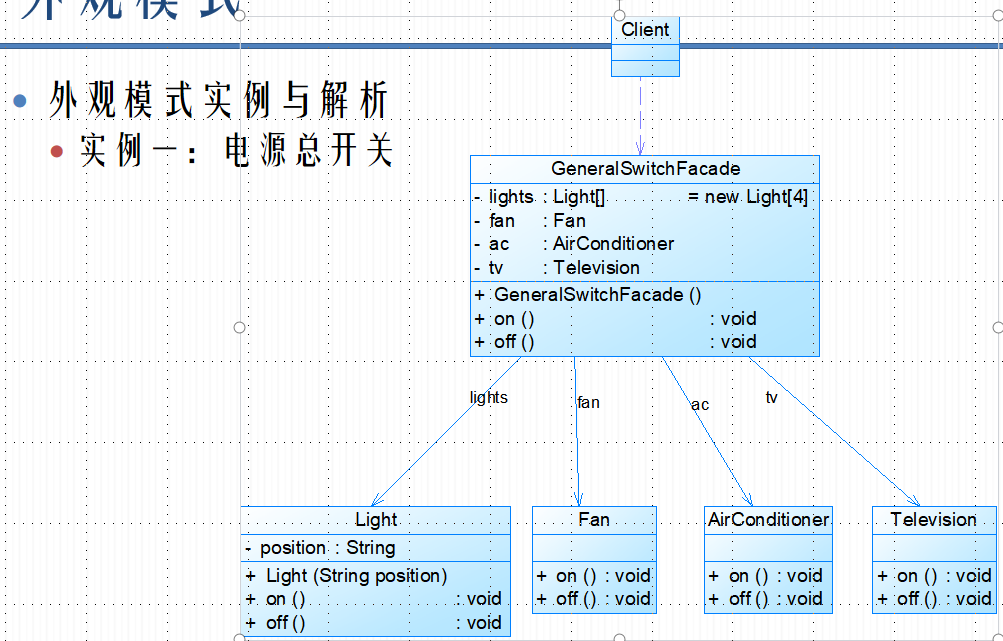 外观模式
Client
外观模式实例与解析
实例一：电源总开关
GeneralSwitchFacade
- lights : Light[] = new Light[4]
- fan : Fan
- ac : AirConditioner
- tv : Television
+ GeneralSwitchFacade ()
+ on () : void
+ off () : void
lights
fan
ac
tv
Light
- position : String
+ Light (String position)
+ on () : void
+ off () : void
Fan
+ on () : void
+ off () : void
AirConditioner
+ on () : void
+ off () : void
Television
+ on () : void
+ off () : void